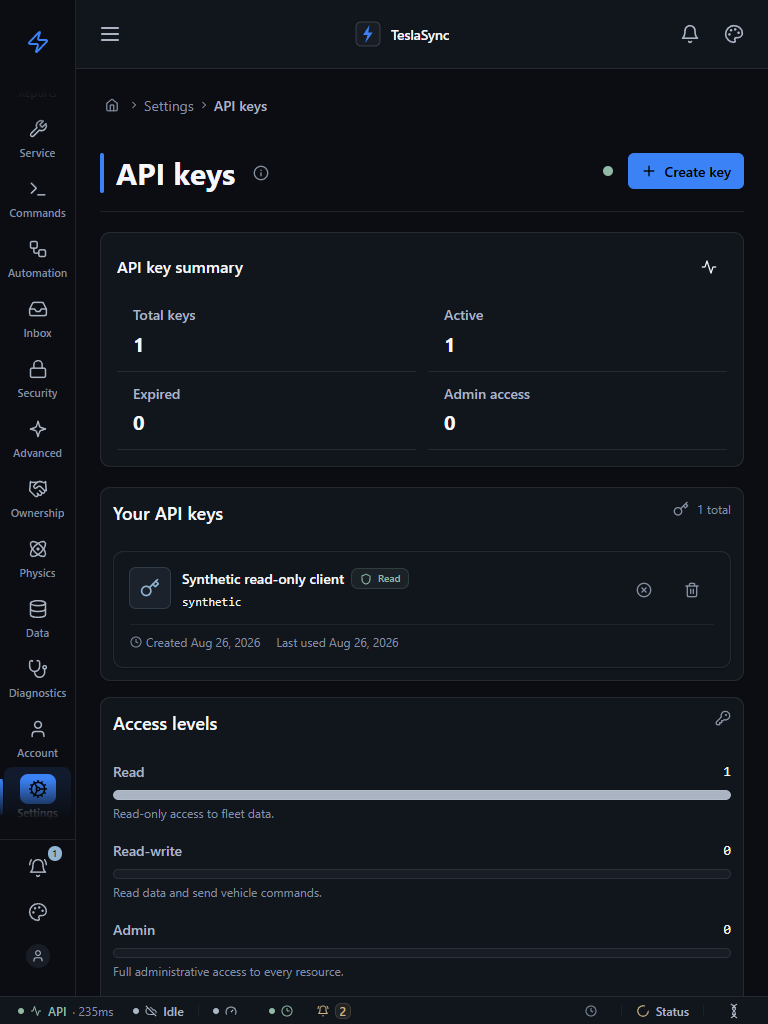 TeslaSync
Service
Commands
Automation
Inbox
Security
Advanced
Ownership
Physics
Data
Diagnostics
Account
Settings
1
Settings > API keys
API keys
Create key
API key summary
Total keys
1
Active
1
Expired
0
Admin access
0
Your API keys
1 total
Synthetic read-only client
Read
synthetic
Created Aug 26, 2026
Last used Aug 26, 2026
Access levels
Read
1
Read-only access to fleet data.
Read-write
0
Read data and send vehicle commands.
Admin
0
Full administrative access to every resource.
API · 235ms
Idle
2
Status